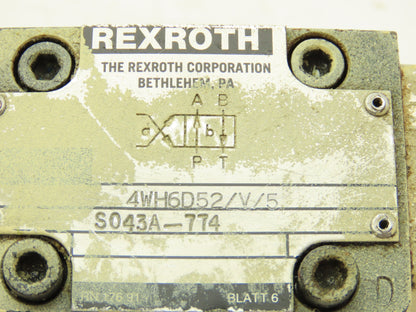 REXROTH
THE REXROTH CORPORATION
BETHLEHEM, PA
A B
a b
P T
4WH6D52/V/5
S043A-774
BLATT 6
D